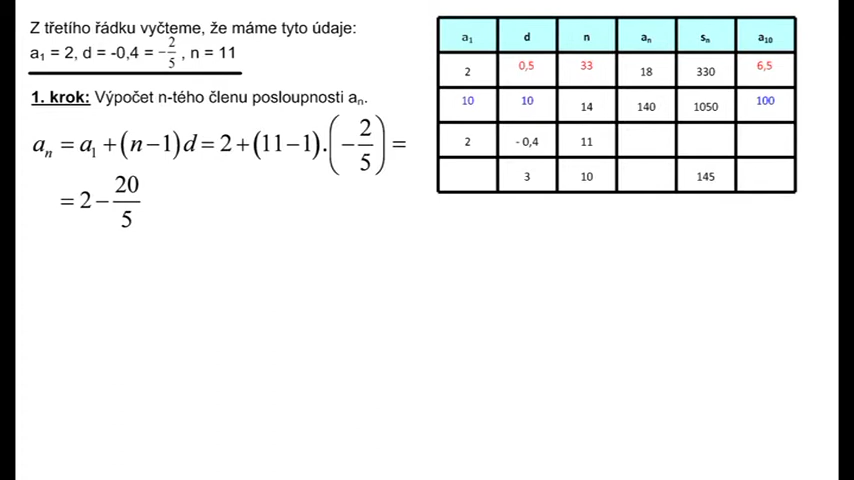 Z třetího řádku vyčteme, že máme tyto údaje:
a₁ = 2, d = -0,4 = −2/5 , n = 11
1. krok: Výpočet n-tého členu posloupnosti aₙ.
aₙ = a₁ + (n − 1)d = 2 + (11 − 1).(−2/5) =
= 2 − 20/5
a₁ d n aₙ sₙ a₁₀
2 0,5 33 18 330 6,5
10 10 14 140 1050 100
2 - 0,4 11
3 10 145